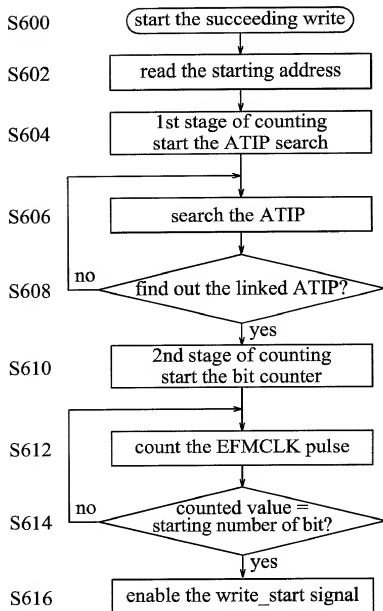 S600
start the succeeding write
S602
read the starting address
S604
1st stage of counting
start the ATIP search
S606
search the ATIP
no
S608
find out the linked ATIP?
yes
S610
2nd stage of counting
start the bit counter
S612
count the EFMCLK pulse
no
S614
counted value =
starting number of bit?
yes
S616
enable the write_start signal